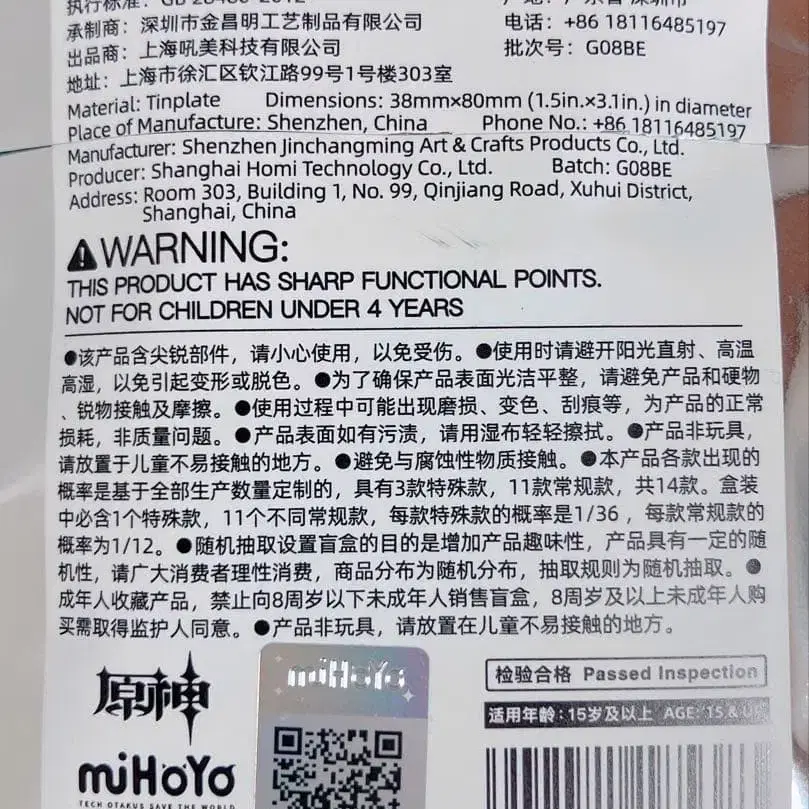 承制商：深圳市金昌明工艺制品有限公司 电话：+86 18116485197
出品商：上海吼美科技有限公司 批次号：G08BE
地址：上海市徐汇区钦江路99号1号楼303室
Material: Tinplate Dimensions: 38mm×80mm (1.5in.×3.1in.) in diameter
Place of Manufacture: Shenzhen, China Phone No.: +86 18116485197
Manufacturer: Shenzhen Jinchangming Art & Crafts Products Co., Ltd.
Producer: Shanghai Homi Technology Co., Ltd. Batch: G08BE
Address: Room 303, Building 1, No. 99, Qinjiang Road, Xuhui District,
Shanghai, China
WARNING:
THIS PRODUCT HAS SHARP FUNCTIONAL POINTS.
NOT FOR CHILDREN UNDER 4 YEARS
●该产品含尖锐部件，请小心使用，以免受伤。●使用时请避开阳光直射、高温
高湿，以免引起变形或脱色。●为了确保产品表面光洁平整，请避免产品和硬物
、锐物接触及摩擦。●使用过程中可能出现磨损、变色、刮痕等，为产品的正常
损耗，非质量问题。●产品表面如有污渍，请用湿布轻轻擦拭。●产品非玩具，
请放置于儿童不易接触的地方。●避免与腐蚀性物质接触。●本产品各款出现的
概率是基于全部生产数量定制的，具有3款特殊款，11款常规款，共14款。盒装
中必含1个特殊款，11个不同常规款，每款特殊款的概率是1/36，每款常规款的
概率为1/12。●随机抽取设置盲盒的目的是增加产品趣味性，产品具有一定的随
机性，请广大消费者理性消费，商品分布为随机分布，抽取规则为随机抽取。●
成年人收藏产品，禁止向8周岁以下未成年人销售盲盒，8周岁及以上未成年人购
买需取得监护人同意。●产品非玩具，请放置在儿童不易接触的地方。
原神
miHoYo
TECH OTAKUS SAVE THE WORLD
miHoYo
检验合格 Passed Inspection
适用年龄：15岁及以上 AGE: 15 & UP